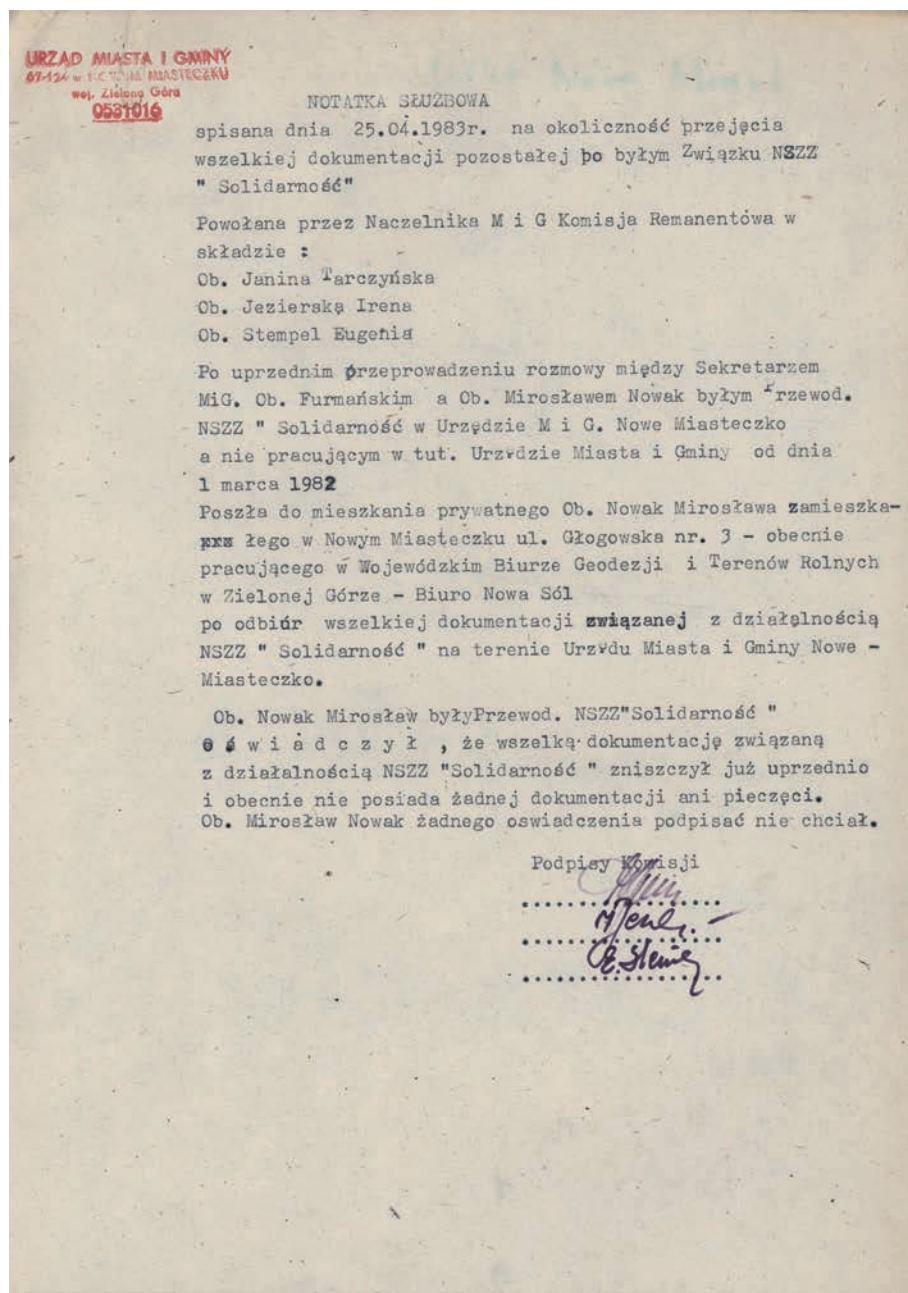 URZĄD MIASTA I GMINY
67-124 w NOWYM MIASTECZKU
woj. Zielona Góra
0531016
NOTATKA SŁUŻBOWA
spisana dnia 25.04.1983r. na okoliczność przejęcia
wszelkiej dokumentacji pozostałej po byłym Związku NSZZ
" Solidarność"
Powołana przez Naczelnika M i G Komisja Remanentowa w
składzie :
Ob. Janina Tarczyńska
Ob. Jezierską Irena
Ob. Stempel Eugenia
Po uprzednim przeprowadzeniu rozmowy między Sekretarzem
MiG. Ob. Furmańskim a Ob. Mirosławem Nowak byłym Przewod.
NSZZ " Solidarność w Urzędzie M i G. Nowe Miasteczko
a nie pracującym w tut. Urzędzie Miasta i Gminy od dnia
1 marca 1982
Poszła do mieszkania prywatnego Ob. Nowak Mirosława zamieszka-
łego w Nowym Miasteczku ul. Głogowska nr. 3 - obecnie
pracującego w Wojewódzkim Biurze Geodezji i Terenów Rolnych
w Zielonej Górze - Biuro Nowa Sól
po odbiór wszelkiej dokumentacji związanej z działalnością
NSZZ " Solidarność " na terenie Urzędu Miasta i Gminy Nowe -
Miasteczko.
Ob. Nowak Mirosław byłyPrzewod. NSZZ"Solidarność "
o ś w i a d c z y ł , że wszelką dokumentację związaną
z działalnością NSZZ "Solidarność " zniszczył już uprzednio
i obecnie nie posiada żadnej dokumentacji ani pieczęci.
Ob. Mirosław Nowak żadnego oswiadczenia podpisać nie chciał.
Podpisy Komisji